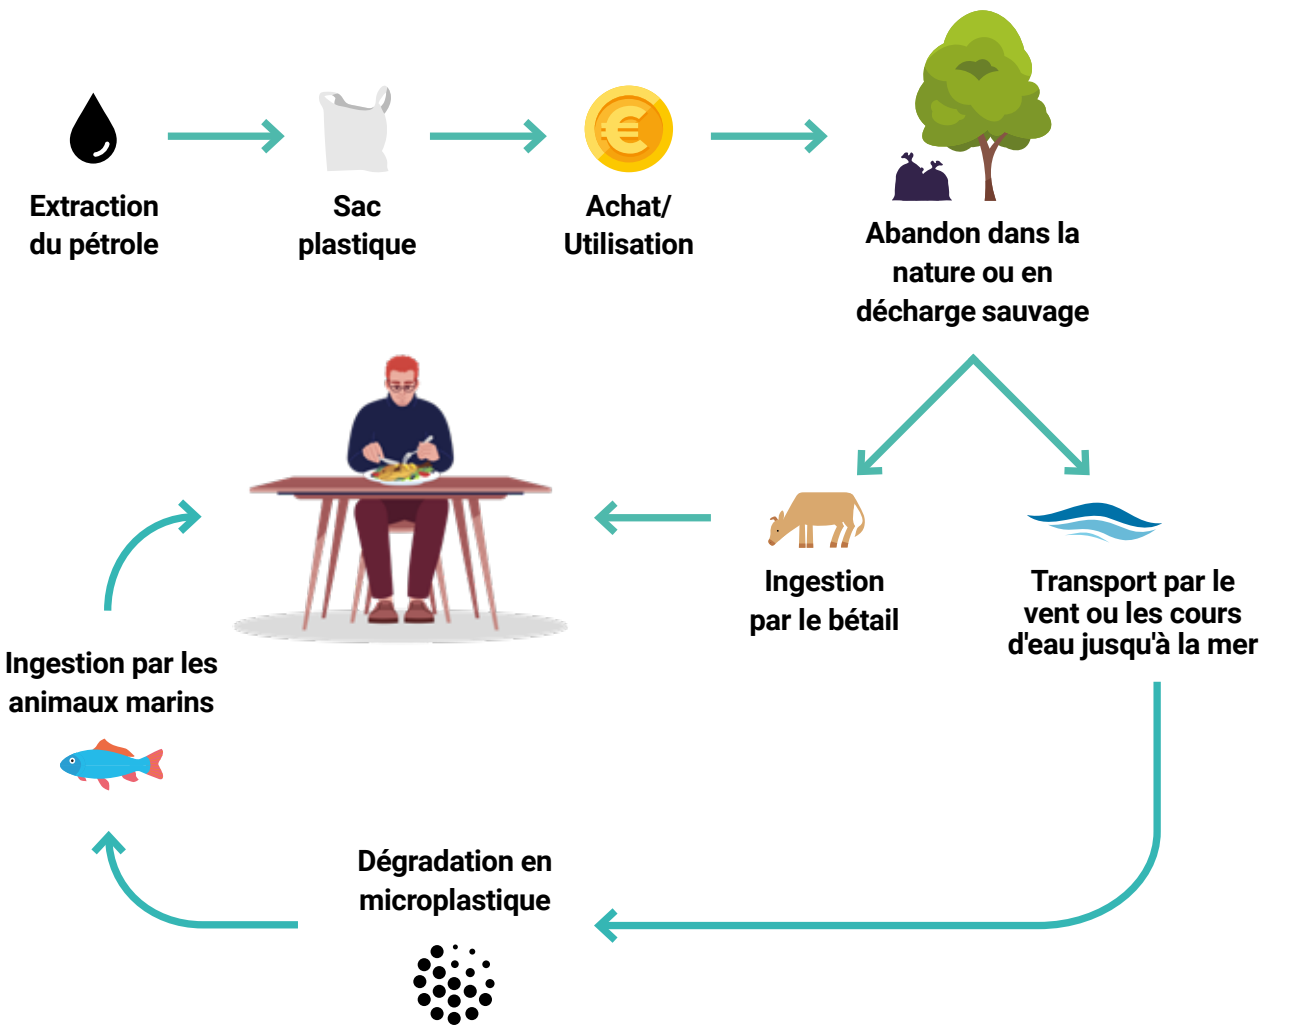 Extraction
du pétrole
Sac
plastique
Achat/
Utilisation
Abandon dans la
nature ou en
décharge sauvage
Ingestion
par le bétail
Transport par le
vent ou les cours
d'eau jusqu'à la mer
Ingestion par les
animaux marins
Dégradation en
microplastique